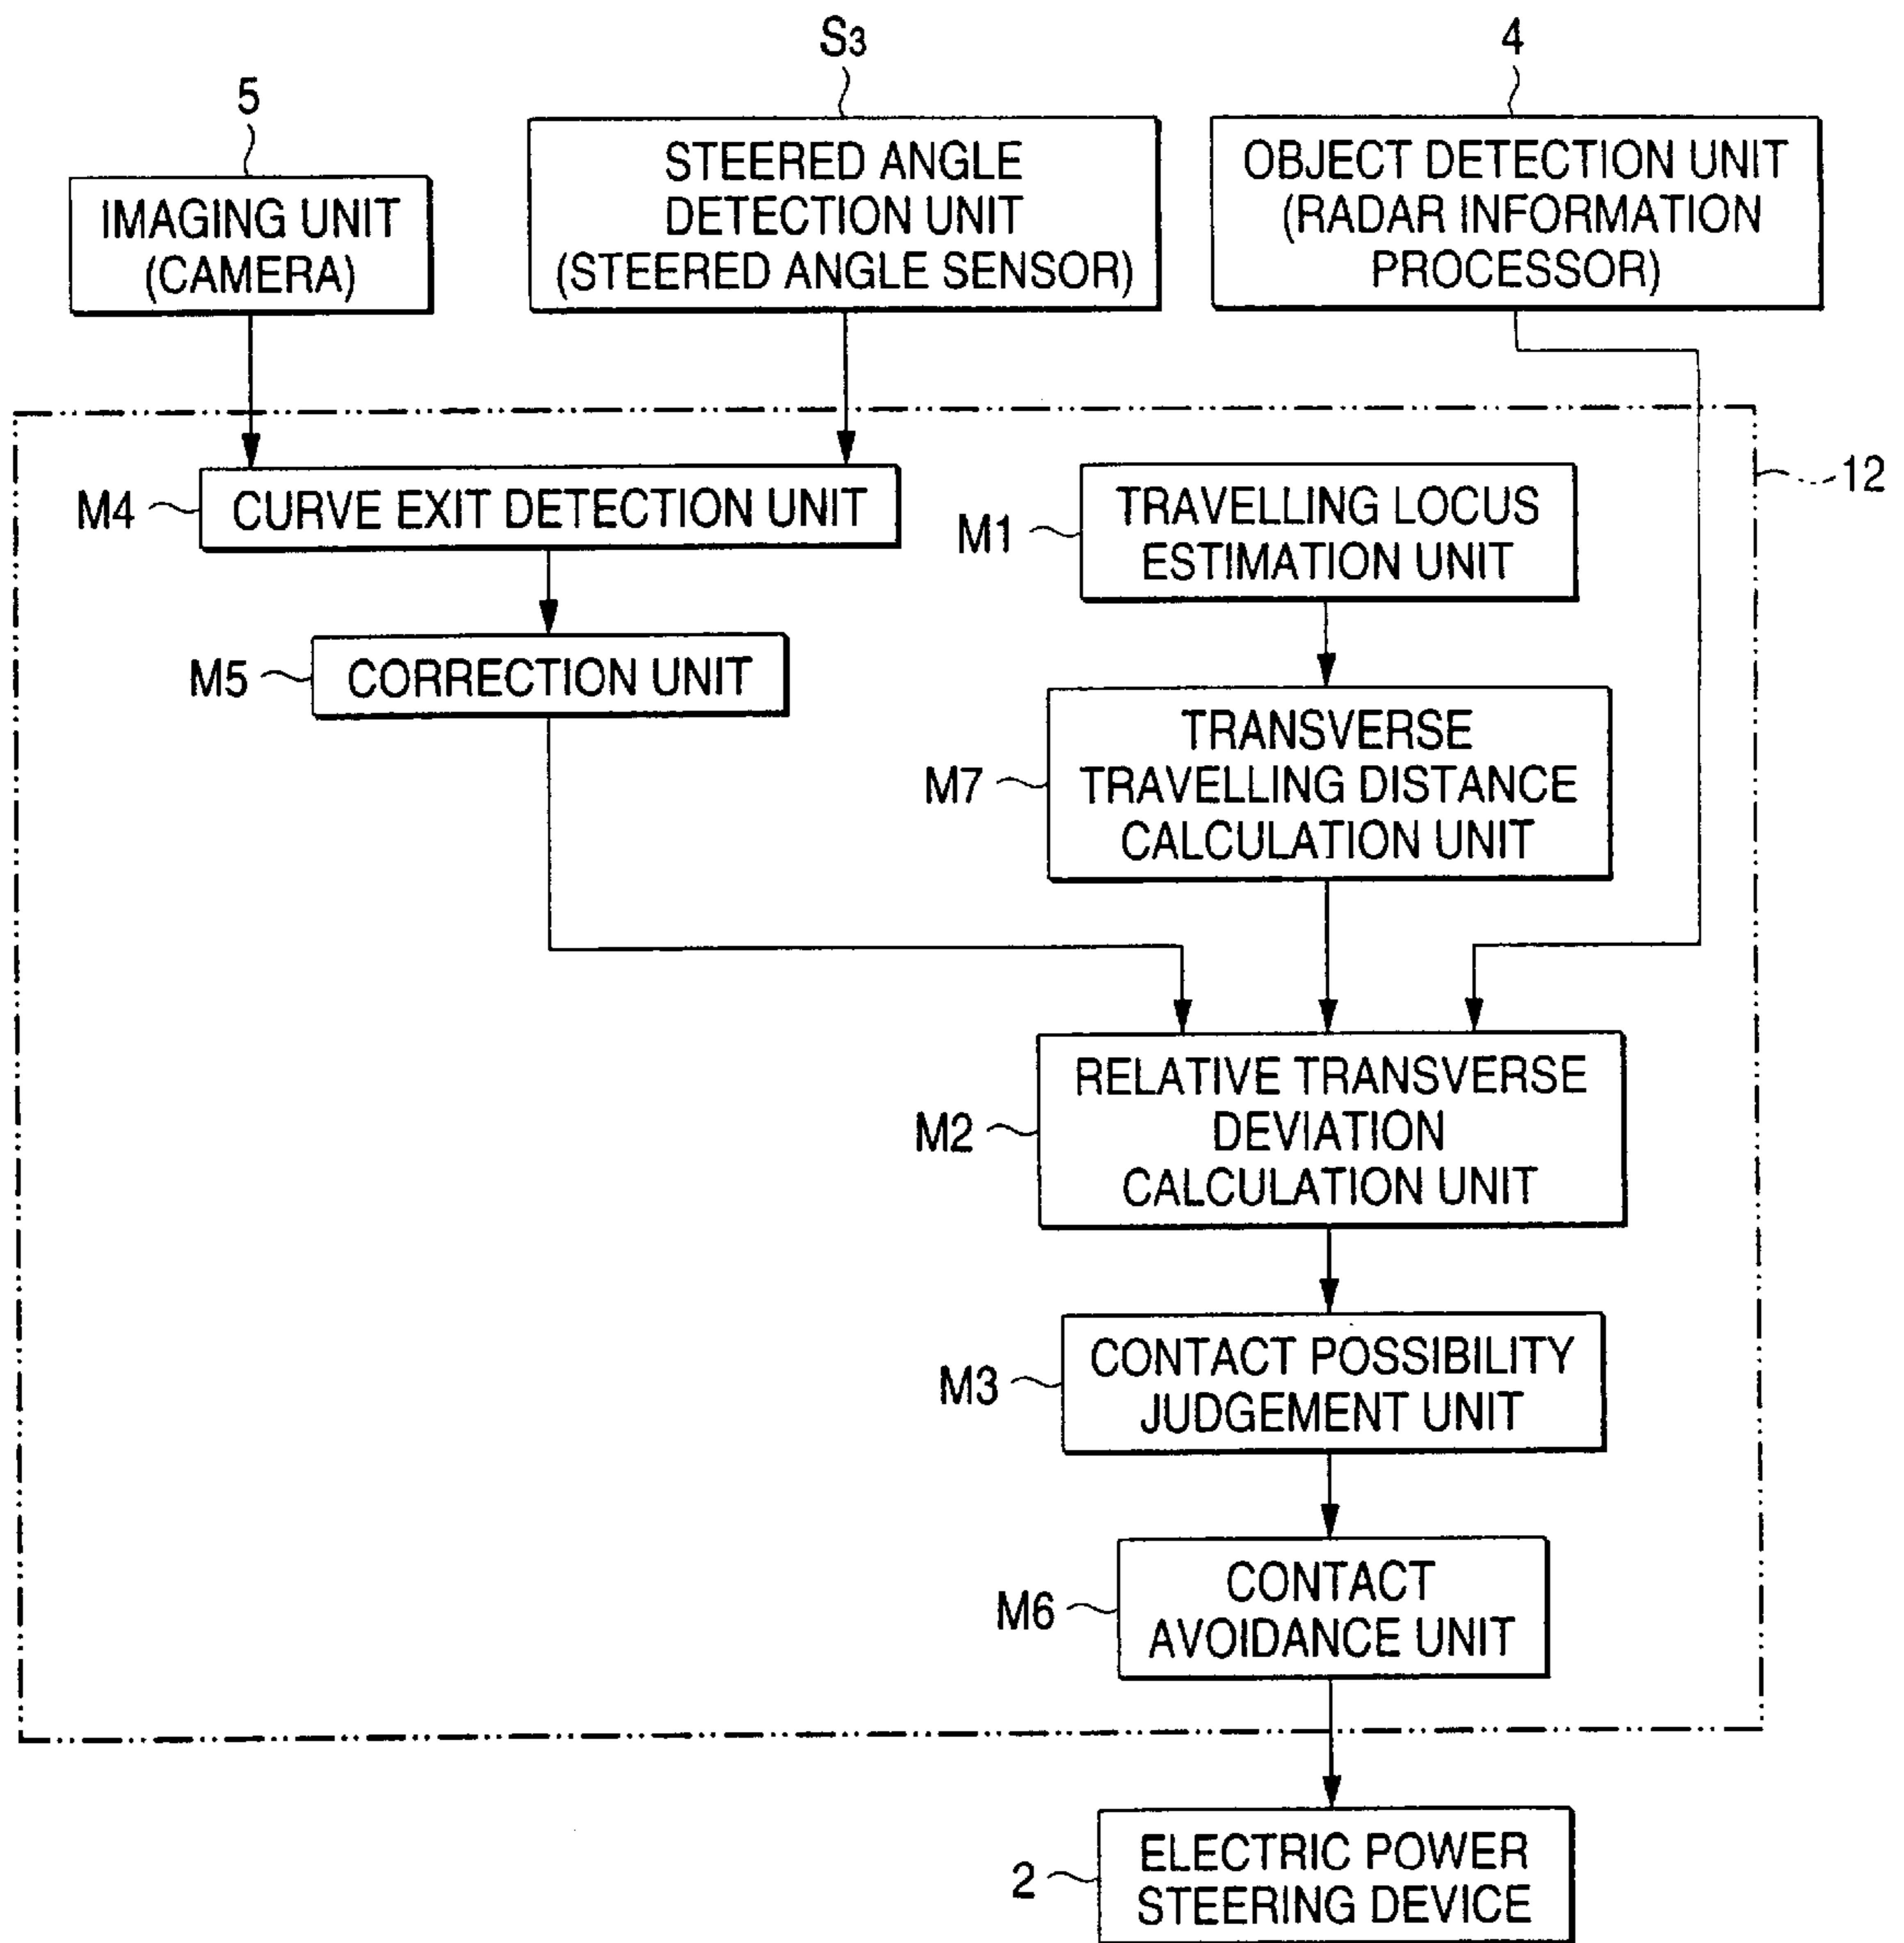 S3
4
5
STEERED ANGLE
DETECTION UNIT
(STEERED ANGLE SENSOR)
OBJECT DETECTION UNIT
(RADAR INFORMATION
PROCESSOR)
IMAGING UNIT
(CAMERA)
12
M4
CURVE EXIT DETECTION UNIT
M1
TRAVELLING LOCUS
ESTIMATION UNIT
M5
CORRECTION UNIT
M7
TRANSVERSE
TRAVELLING DISTANCE
CALCULATION UNIT
M2
RELATIVE TRANSVERSE
DEVIATION
CALCULATION UNIT
M3
CONTACT POSSIBILITY
JUDGEMENT UNIT
M6
CONTACT
AVOIDANCE UNIT
2
ELECTRIC POWER
STEERING DEVICE